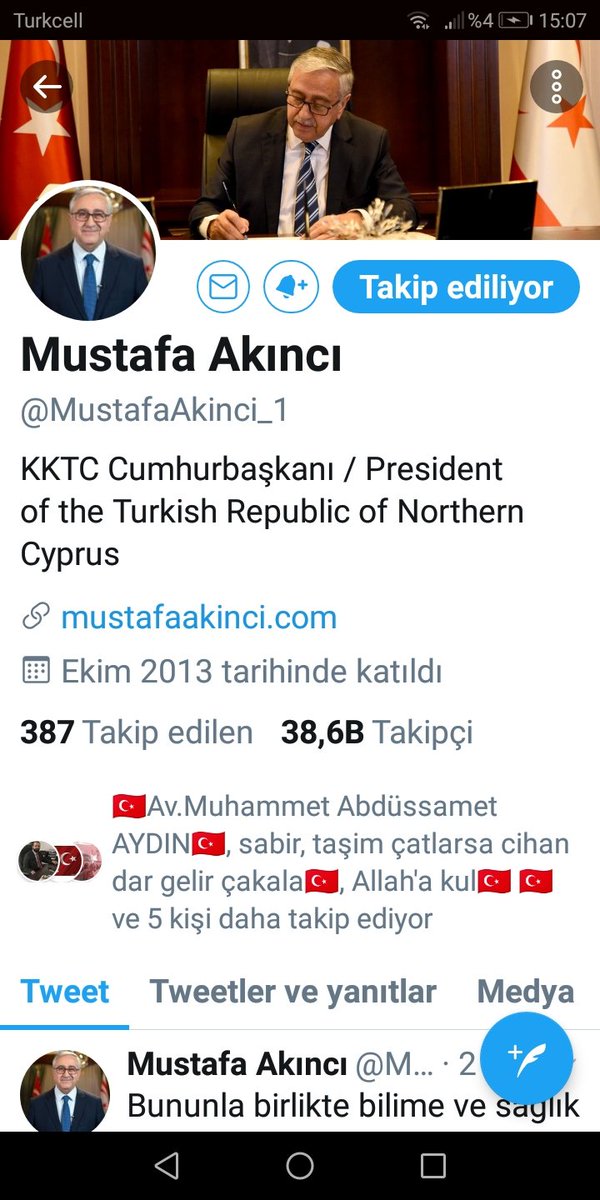 Turkcell %4 15:07
Takip ediliyor
Mustafa Akıncı
@MustafaAkinci_1
KKTC Cumhurbaşkanı / President
of the Turkish Republic of Northern
Cyprus
mustafaakinci.com
Ekim 2013 tarihinde katıldı
387 Takip edilen 38,6B Takipçi
🇹🇷Av.Muhammet Abdüssamet
AYDIN🇹🇷, sabir, taşim çatlarsa cihan
dar gelir çakala🇹🇷, Allah'a kul🇹🇷 🇹🇷
ve 5 kişi daha takip ediyor
Tweet Tweetler ve yanıtlar Medya
Mustafa Akıncı @M... · 2
Bununla birlikte bilime ve sağlık